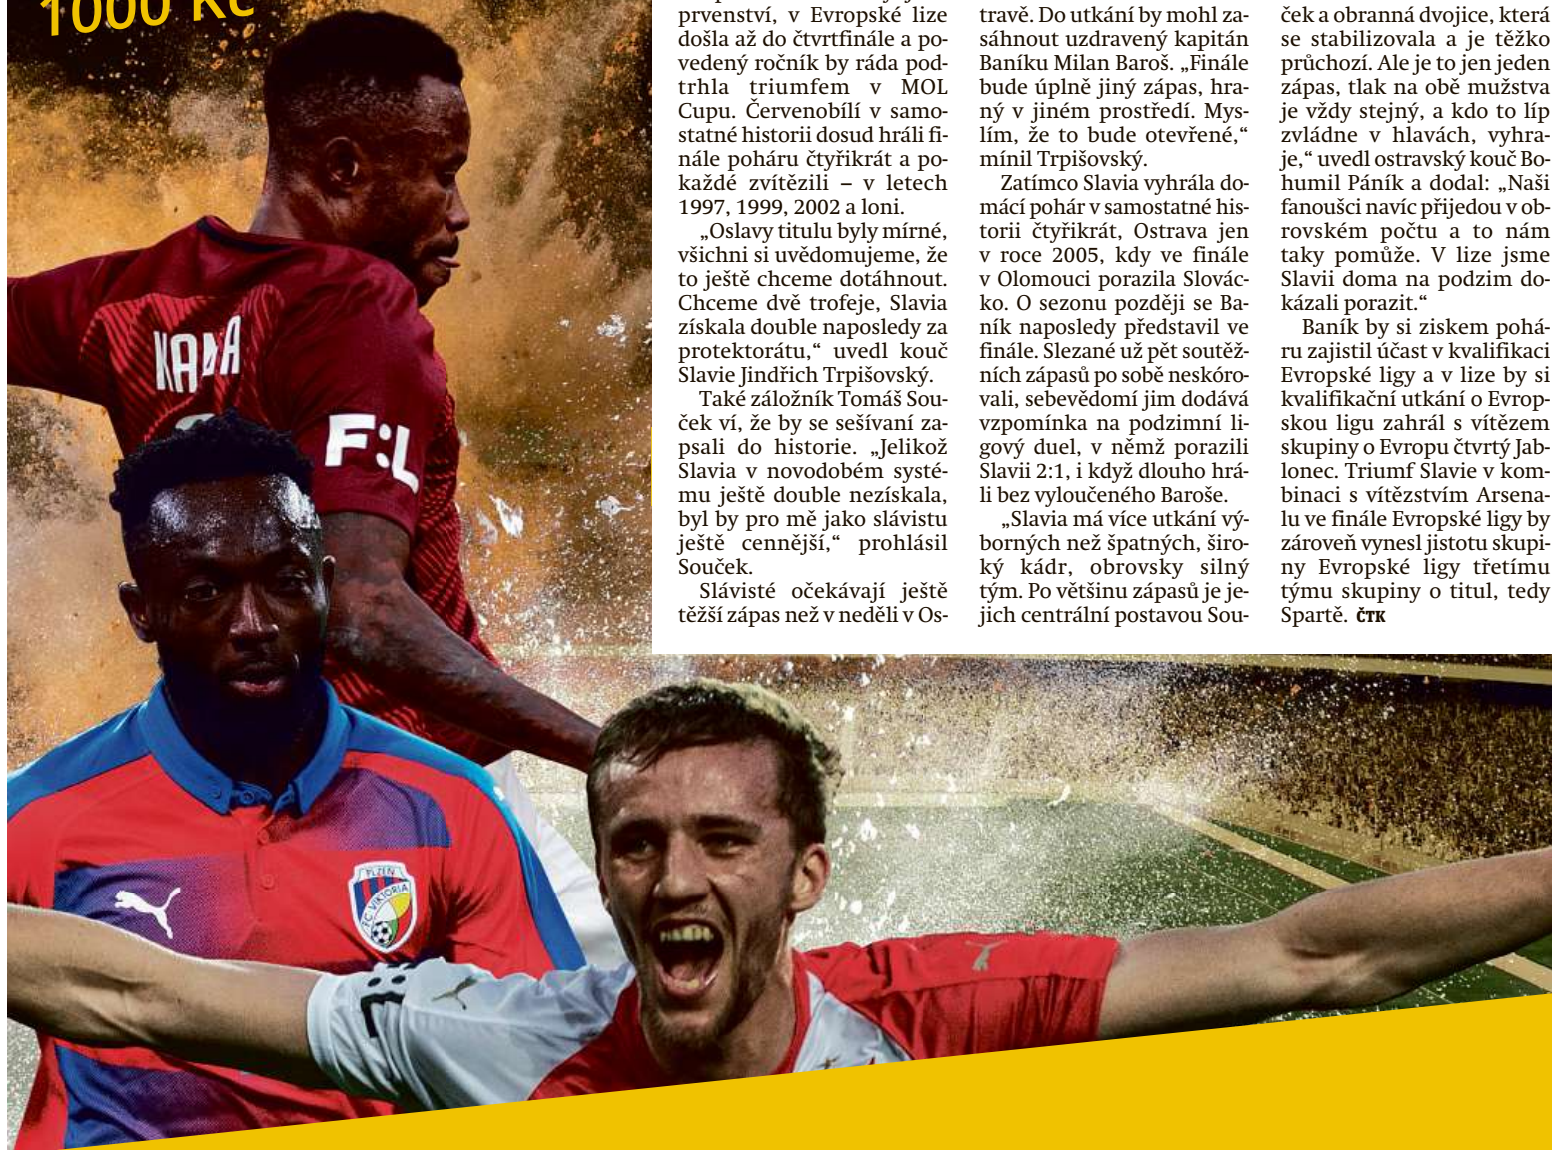 1000 Kč
prvenství, v Evropské lize
došla až do čtvrtfinále a po-
vedený ročník by ráda pod-
trhla triumfem v MOL
Cupu. Červenobílí v samo-
statné historii dosud hráli fi-
nále poháru čtyřikrát a po-
každé zvítězili – v letech
1997, 1999, 2002 a loni.
„Oslavy titulu byly mírné,
všichni si uvědomujeme, že
to ještě chceme dotáhnout.
Chceme dvě trofeje, Slavia
získala double naposledy za
protektorátu,“ uvedl kouč
Slavie Jindřich Trpišovský.
Také záložník Tomáš Sou-
ček ví, že by se sešívaní za-
psali do historie. „Jelikož
Slavia v novodobém systé-
mu ještě double nezískala,
byl by pro mě jako slávistu
ještě cennější,“ prohlásil
Souček.
Slávisté očekávají ještě
těžší zápas než v neděli v Os-
travě. Do utkání by mohl za-
sáhnout uzdravený kapitán
Baníku Milan Baroš. „Finále
bude úplně jiný zápas, hra-
ný v jiném prostředí. Mys-
lím, že to bude otevřené,“
mínil Trpišovský.
Zatímco Slavia vyhrála do-
mácí pohár v samostatné his-
torii čtyřikrát, Ostrava jen
v roce 2005, kdy ve finále
v Olomouci porazila Slovác-
ko. O sezonu později se Ba-
ník naposledy představil ve
finále. Slezané už pět soutěž-
ních zápasů po sobě neskóro-
vali, sebevědomí jim dodává
vzpomínka na podzimní li-
gový duel, v němž porazili
Slavii 2:1, i když dlouho hrá-
li bez vyloučeného Baroše.
„Slavia má více utkání vý-
borných než špatných, širo-
ký kádr, obrovsky silný
tým. Po většinu zápasů je je-
jich centrální postavou Sou-
ček a obranná dvojice, která
se stabilizovala a je těžko
průchozí. Ale je to jen jeden
zápas, tlak na obě mužstva
je vždy stejný, a kdo to líp
zvládne v hlavách, vyhra-
je,“ uvedl ostravský kouč Bo-
humil Páník a dodal: „Naši
fanoušci navíc přijedou v ob-
rovském počtu a to nám
taky pomůže. V lize jsme
Slavii doma na podzim do-
kázali porazit.“
Baník by si ziskem pohá-
ru zajistil účast v kvalifikaci
Evropské ligy a v lize by si
kvalifikační utkání o Evrop-
skou ligu zahrál s vítězem
skupiny o Evropu čtvrtý Jab-
lonec. Triumf Slavie v kom-
binaci s vítězstvím Arsena-
lu ve finále Evropské ligy by
zároveň vynesl jistotu skupi-
ny Evropské ligy třetímu
týmu skupiny o titul, tedy
Spartě. ČTK
F:L
PLZEŇ
FC VIKTORIA